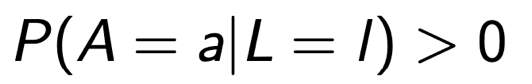 P(A = a|L = l) > 0